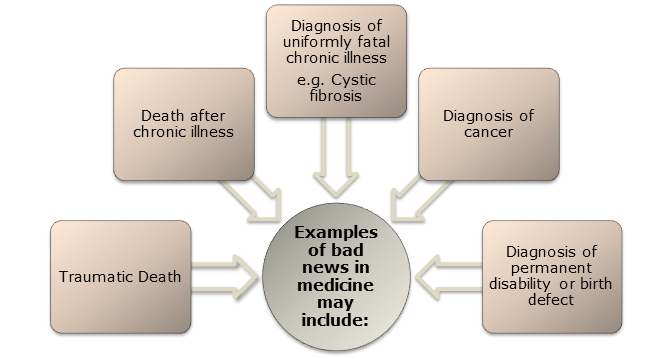 Diagnosis of
uniformly fatal
chronic illness
e.g. Cystic
fibrosis
Death after
chronic illness
Diagnosis of
cancer
Traumatic Death
Examples
of bad
news in
medicine
may
include:
Diagnosis of
permanent
disability or birth
defect